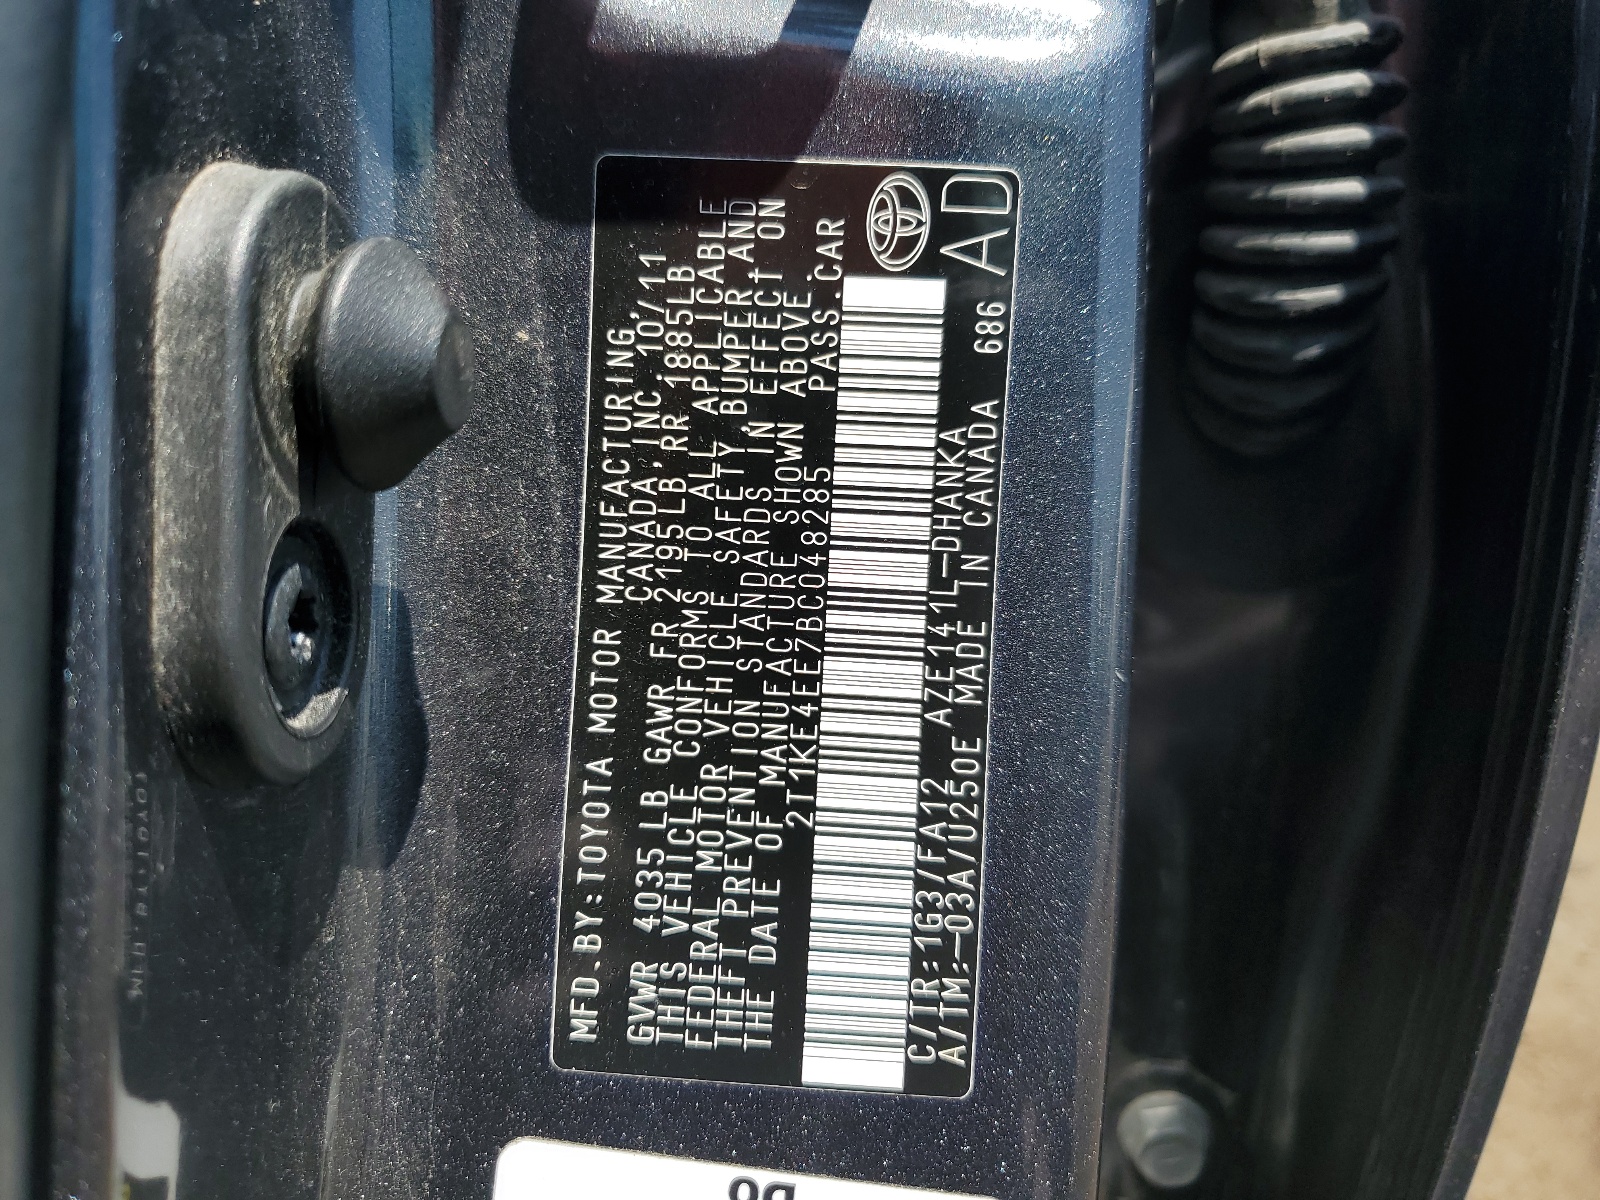 MFD.BY:TOYOTA MOTOR MANUFACTURING,
CANADA,INC.10/11
GVWR 4035LB GAWR FR 2195LB,RR 1885LB
THIS VEHICLE CONFORMS TO ALL APPLICABLE
FEDERAL MOTOR VEHICLE SAFETY,BUMPER,AND
THEFT PREVENTION STANDARDS IN EFFECT ON
THE DATE OF MANUFACTURE SHOWN ABOVE.
2T1KE4EE7BC048285 PASS.CAR
C/TR:1G3/FA12 AZE141L-DHANKA
A/TM:-03A/U250E MADE IN CANADA 686
AD